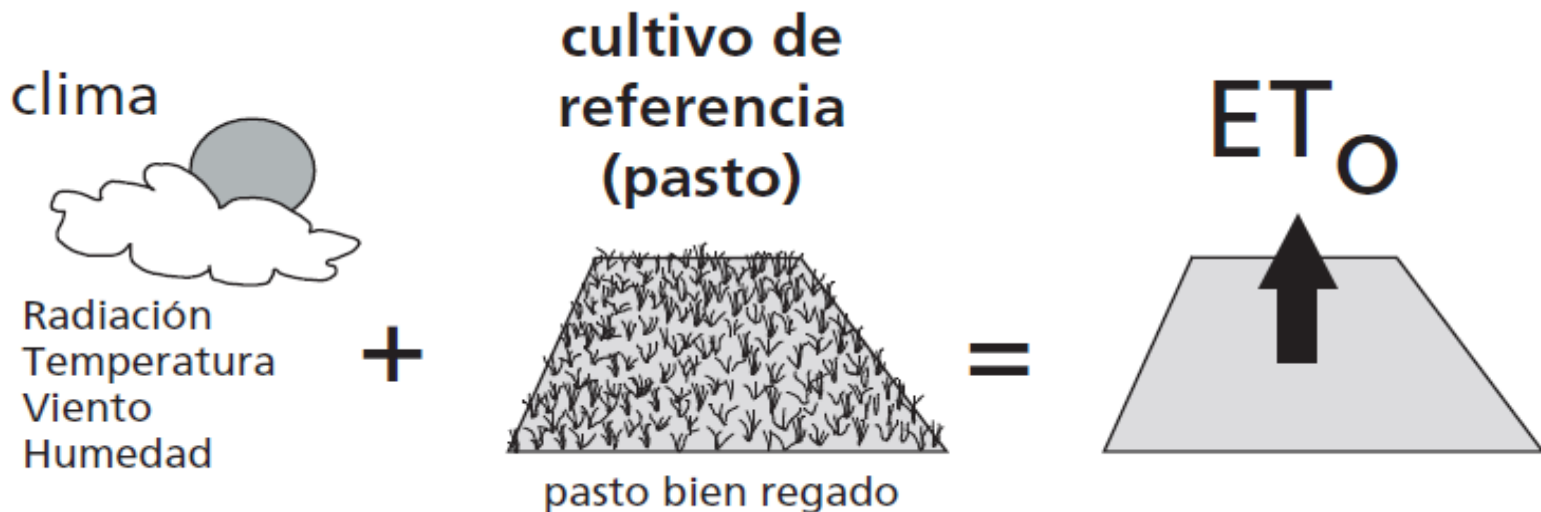 clima
Radiación
Temperatura
Viento
Humedad
+
cultivo de
referencia
(pasto)
pasto bien regado
=
ETo